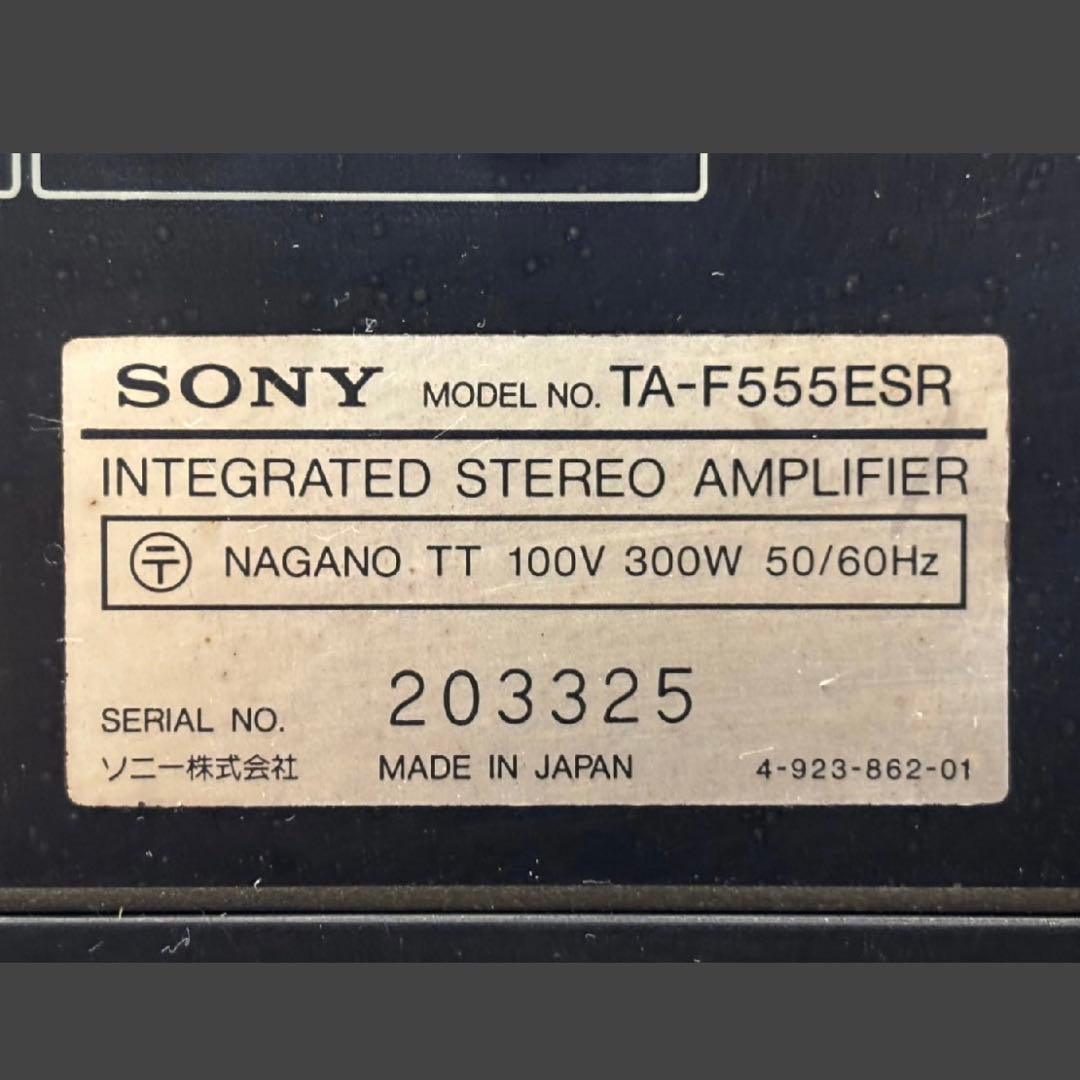 SONY MODEL NO. TA-F555ESR
INTEGRATED STEREO AMPLIFIER
〒 NAGANO TT 100V 300W 50/60Hz
SERIAL NO. 203325
ソニー株式会社 MADE IN JAPAN 4-923-862-01